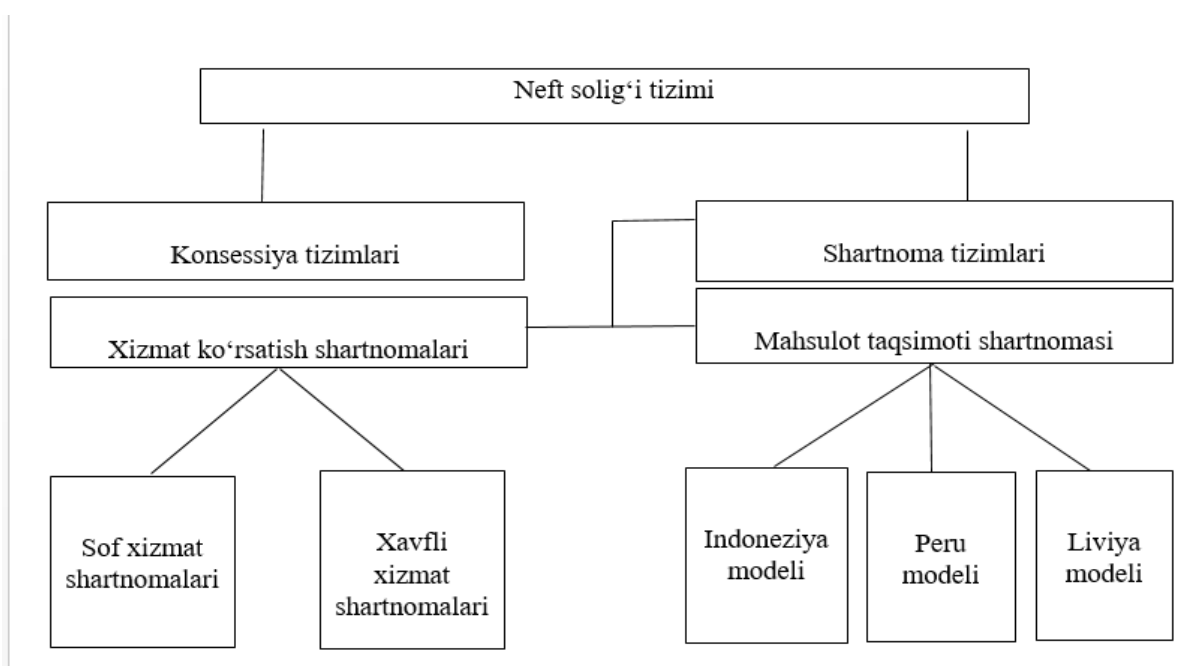 Neft solig‘i tizimi
Konsessiya tizimlari
Shartnoma tizimlari
Xizmat ko‘rsatish shartnomalari
Mahsulot taqsimoti shartnomasi
Sof xizmat
shartnomalari
Xavfli
xizmat
shartnomalari
Indoneziya
modeli
Peru
modeli
Liviya
modeli